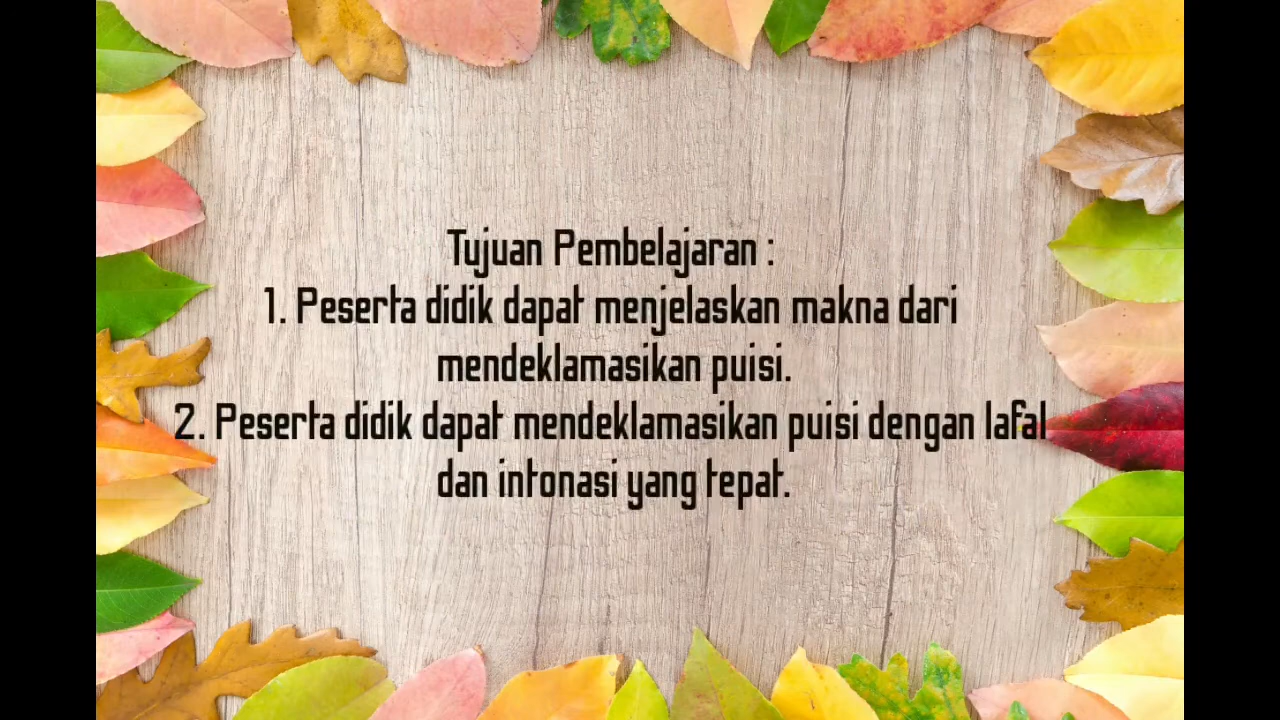 Tujuan Pembelajaran :
1. Peserta didik dapat menjelaskan makna dari
mendeklamasikan puisi.
2. Peserta didik dapat mendeklamasikan puisi dengan lafal
dan intonasi yang tepat.